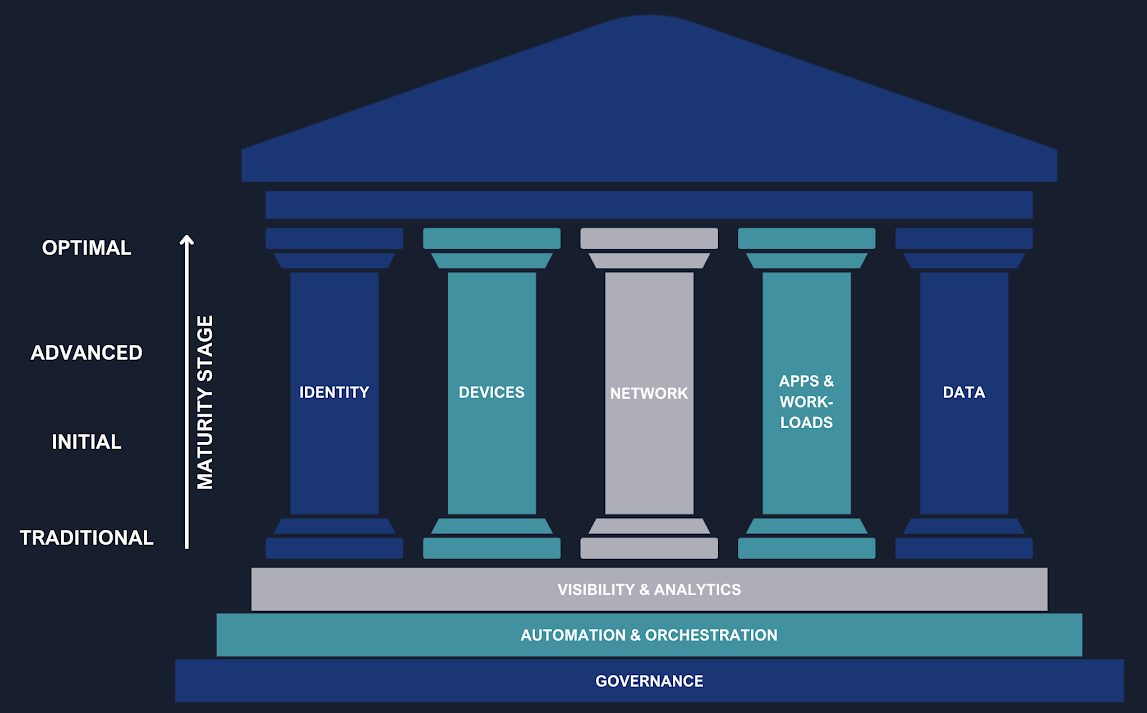 OPTIMAL
ADVANCED
INITIAL
TRADITIONAL
MATURITY STAGE
IDENTITY
DEVICES
NETWORK
APPS &
WORK-
LOADS
DATA
VISIBILITY & ANALYTICS
AUTOMATION & ORCHESTRATION
GOVERNANCE